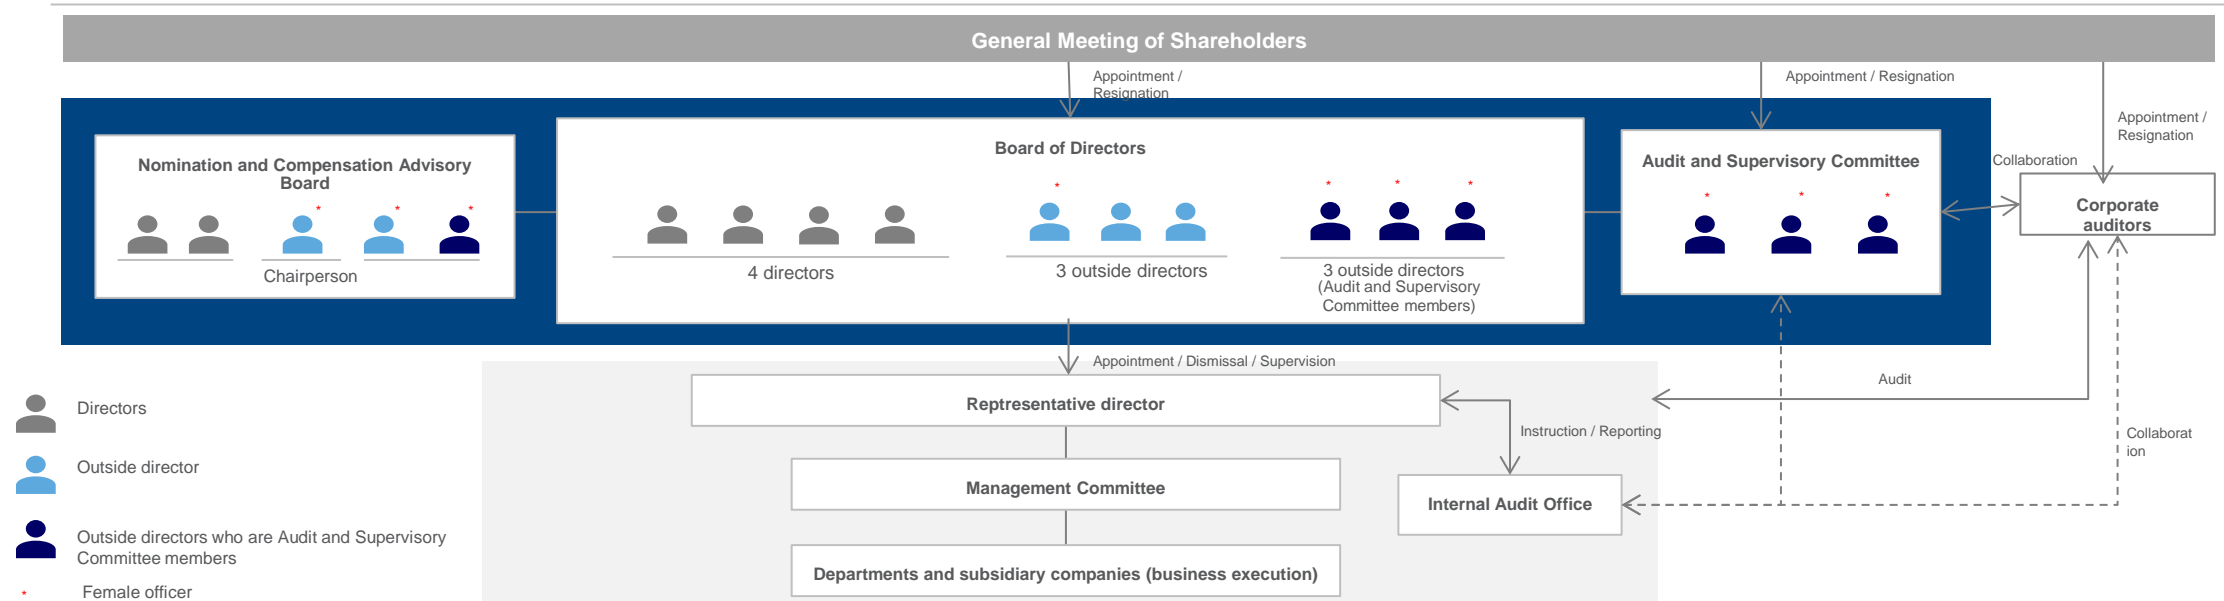 General Meeting of Shareholders
Appointment /
Resignation
Appointment / Resignation
Appointment /
Resignation
Nomination and Compensation Advisory
Board
*
*
*
Chairperson
Board of Directors
*
*
*
*
4 directors
3 outside directors
3 outside directors
(Audit and Supervisory
Committee members)
Audit and Supervisory Committee
*
*
*
Collaboration
Corporate
auditors
Appointment / Dismissal / Supervision
Reptresentative director
Audit
Instruction / Reporting
Collaborat
ion
Management Committee
Internal Audit Office
Departments and subsidiary companies (business execution)
Directors
Outside director
Outside directors who are Audit and Supervisory
Committee members
* Female officer